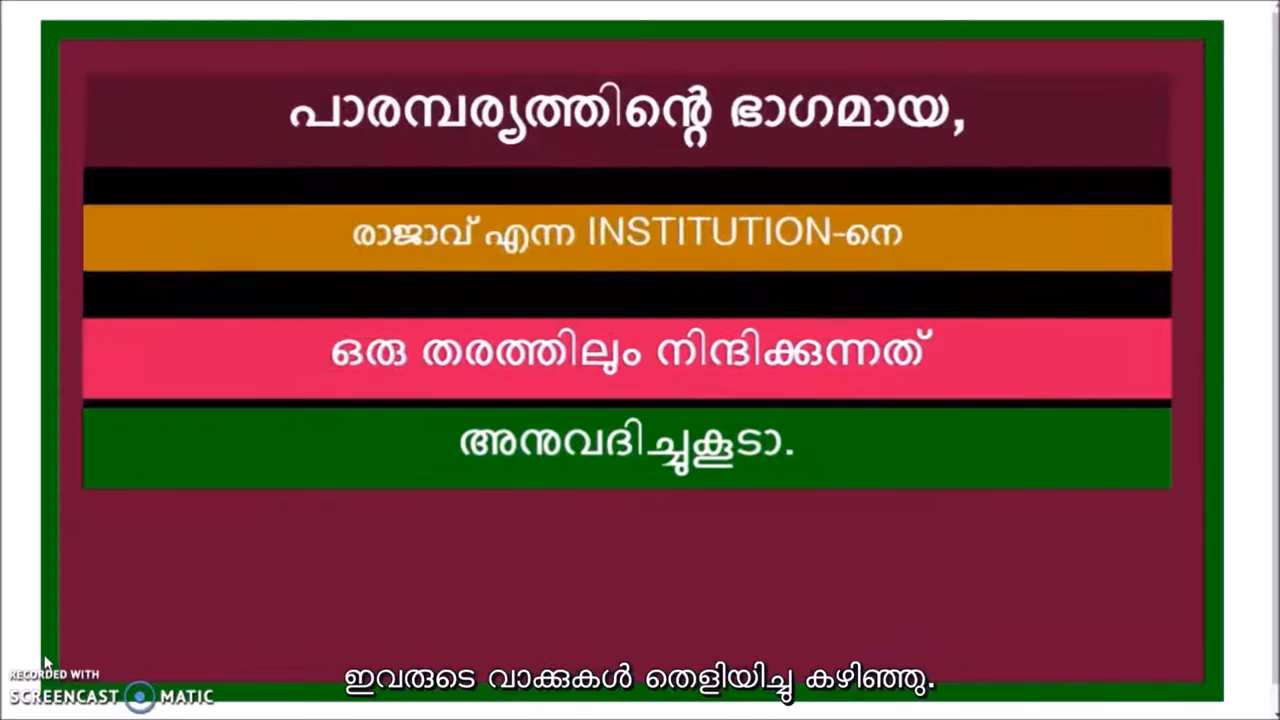 പാരമ്പര്യത്തിന്റെ ഭാഗമായ,
രാജാവ് എന്ന INSTITUTION-നെ
ഒരു തരത്തിലും നിന്ദിക്കുന്നത്
അനുവദിച്ചുകൂടാ.
ഇവരുടെ വാക്കുകൾ തെളിയിച്ചു കഴിഞ്ഞു.
RECORDED WITH
SCREENCAST MATIC